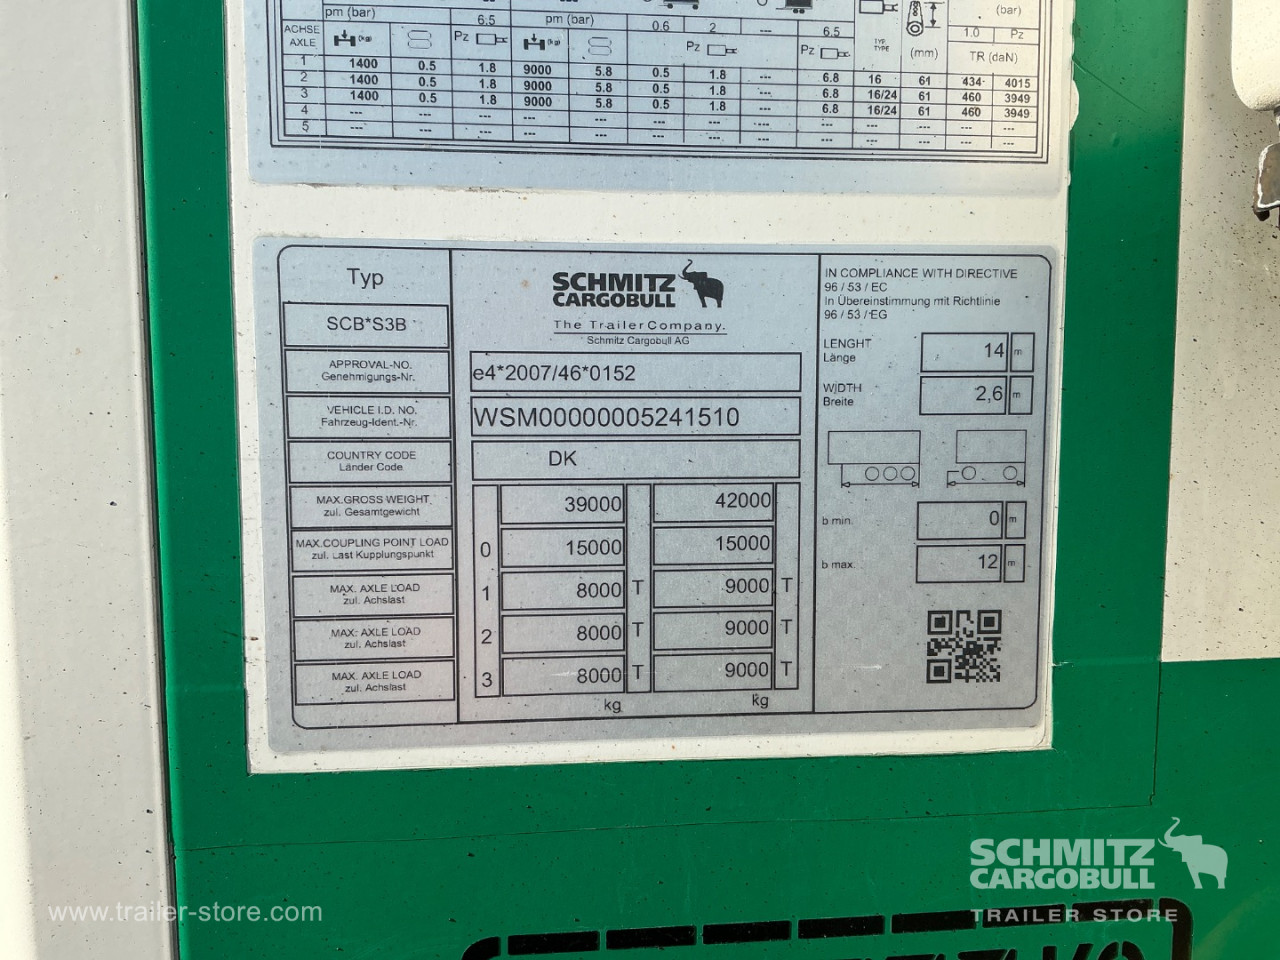 pm (bar) 6.5 pm (bar) 0.6 2 --- 6.5 (bar)
ACHSE AXLE Pz Pz Pz TYP TYPE (mm) 1.0 Pz
TR (daN)
1 1400 0.5 1.8 9000 5.8 0.5 1.8 --- 6.8 16 61 434 4015
2 1400 0.5 1.8 9000 5.8 0.5 1.8 --- 6.8 16/24 61 460 3949
3 1400 0.5 1.8 9000 5.8 0.5 1.8 --- 6.8 16/24 61 460 3949
4 --- --- --- --- --- --- --- --- --- --- --- --- ---
5 --- --- --- --- --- --- --- --- --- --- --- --- ---
Typ
SCB*S3B
SCHMITZ
CARGOBULL
The Trailer Company.
Schmitz Cargobull AG
APPROVAL-NO.
Genehmigungs-Nr.
e4*2007/46*0152
VEHICLE I.D. NO.
Fahrzeug-Ident.-Nr.
WSM00000005241510
COUNTRY CODE
Länder Code
DK
MAX.GROSS WEIGHT
zul. Gesamtgewicht
39000 42000
MAX.COUPLING POINT LOAD
zul. Last Kupplungspunkt
0 15000 15000
MAX. AXLE LOAD
zul. Achslast
1 8000 T 9000 T
MAX. AXLE LOAD
zul. Achslast
2 8000 T 9000 T
MAX. AXLE LOAD
zul. Achslast
3 8000 T 9000 T
kg kg
IN COMPLIANCE WITH DIRECTIVE
96 / 53 / EC
In Übereinstimmung mit Richtlinie
96 / 53 / EG
LENGHT
Länge
14 m
WIDTH
Breite
2,6 m
b min. 0 m
b max. 12 m
SCHMITZ
CARGOBULL
TRAILER STORE
www.trailer-store.com